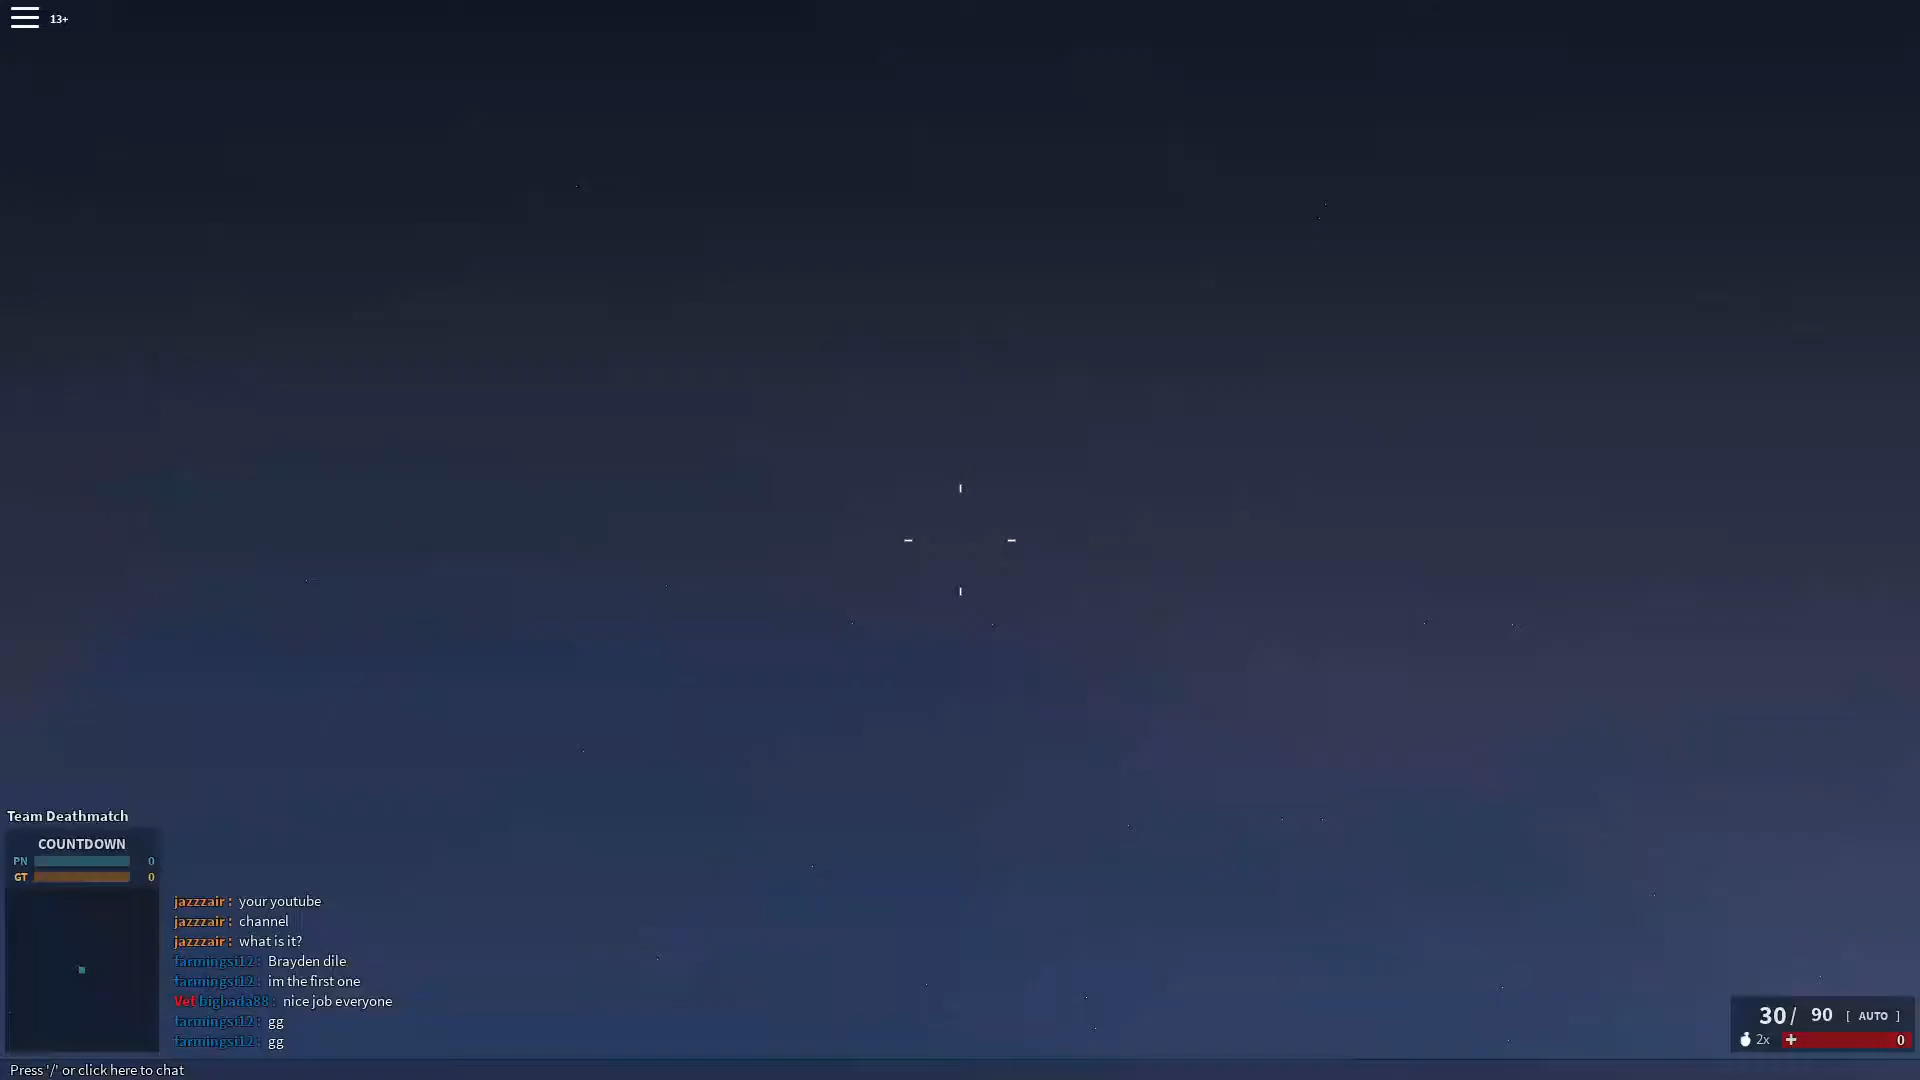 13+
Team Deathmatch
COUNTDOWN
PN 0
GT 0
jazzzair : your youtube
jazzzair : channel
jazzzair : what is it?
farmingsi12 : Brayden dile
farmingsi12 : im the first one
Vet bigbada88 : nice job everyone
farmingsi12 : gg
farmingsi12 : gg
30 / 90 [ AUTO ]
2x + 0
Press '/' or click here to chat